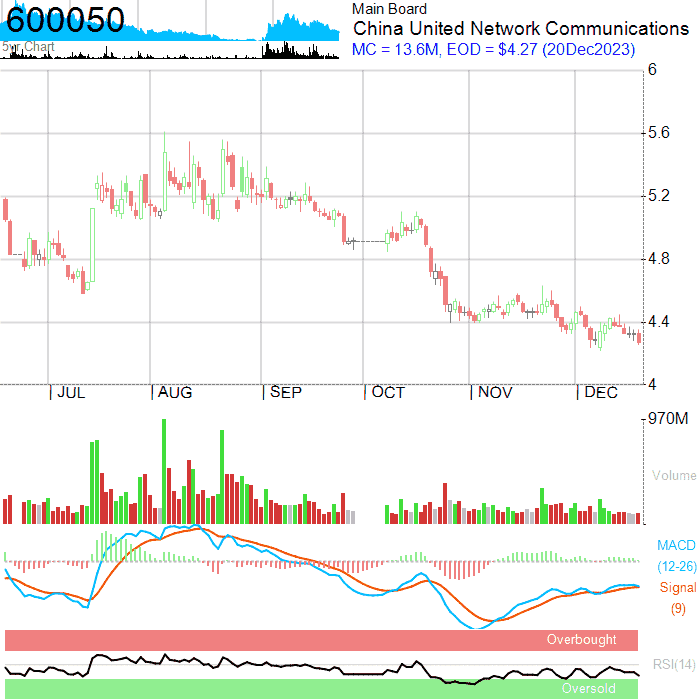 600050
5yr Chart
Main Board
China United Network Communications
MC = 13.6M, EOD = $4.27 (20Dec2023)
6
5.6
5.2
4.8
4.4
4
JUL
AUG
SEP
OCT
NOV
DEC
970M
Volume
MACD
(12-26)
Signal
(9)
Overbought
RSI(14)
Oversold